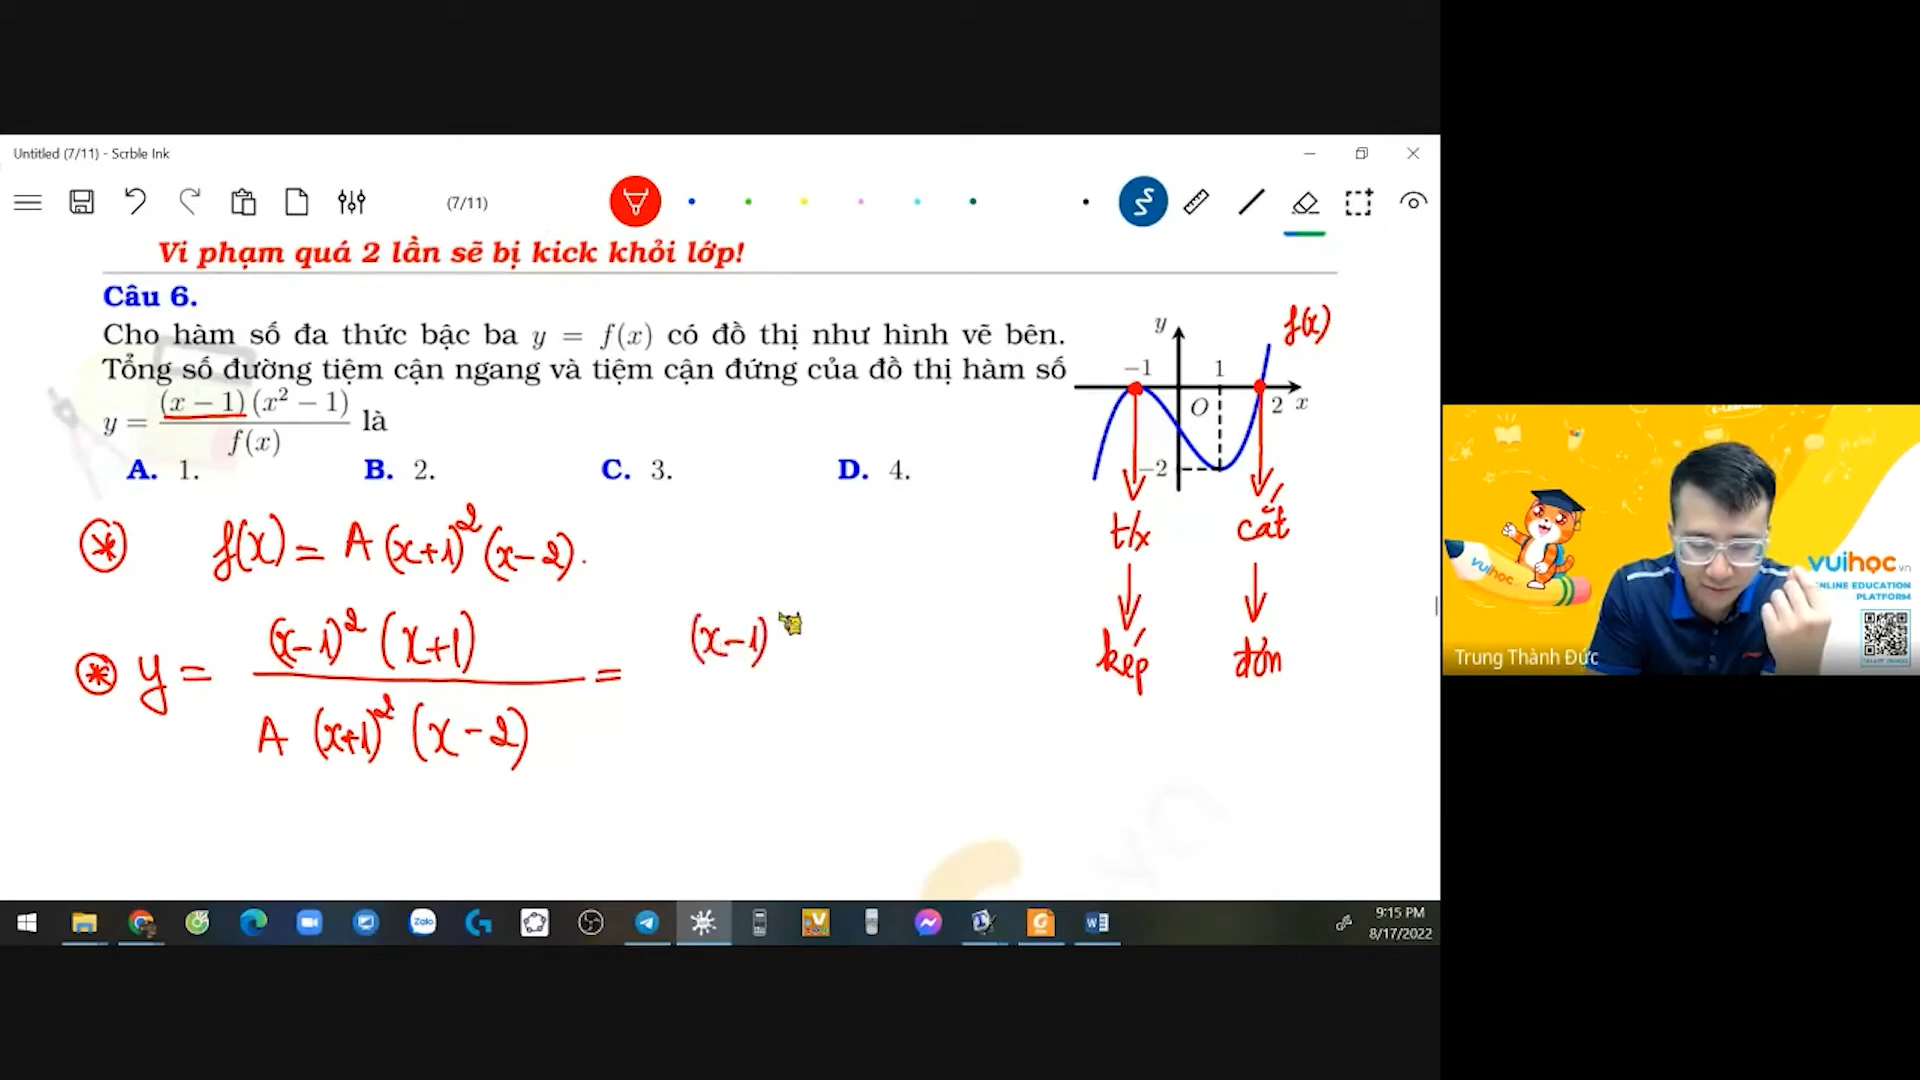 Untitled (7/11) - Scrble Ink
(7/11)
Vi phạm quá 2 lần sẽ bị kick khỏi lớp!
Câu 6.
Cho hàm số đa thức bậc ba y = f(x) có đồ thị như hình vẽ bên.
Tổng số đường tiệm cận ngang và tiệm cận đứng của đồ thị hàm số
y = (x − 1)(x² − 1) / f(x) là
A. 1. B. 2. C. 3. D. 4.
f(x)
y
−1 1
O 2 x
−2
t/x cắt
kép đơn
* f(x) = A (x+1)² (x−2).
* y = (x−1)² (x+1) / A (x+1)² (x−2) = (x−1)
Hello!
vuihọc
vuihọc.vn
ONLINE EDUCATION
PLATFORM
Trung Thành Đức
Zalo
9:15 PM
8/17/2022